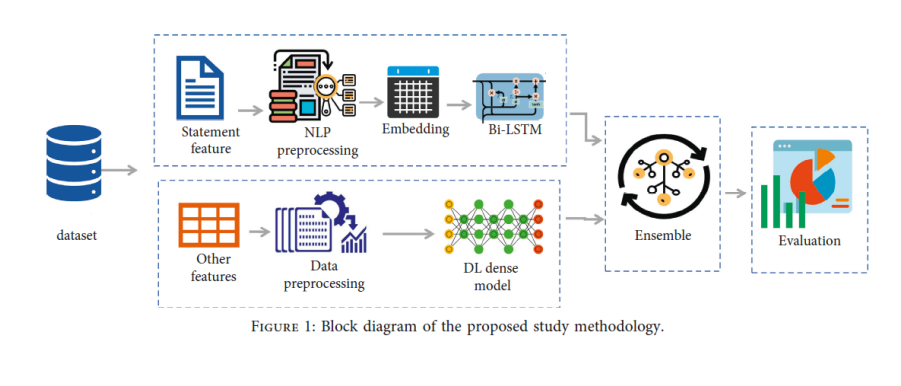 dataset
Statement
feature
NLP
preprocessing
Embedding
Bi-LSTM
Other
features
Data
preprocessing
DL dense
model
Ensemble
Evaluation
FIGURE 1: Block diagram of the proposed study methodology.